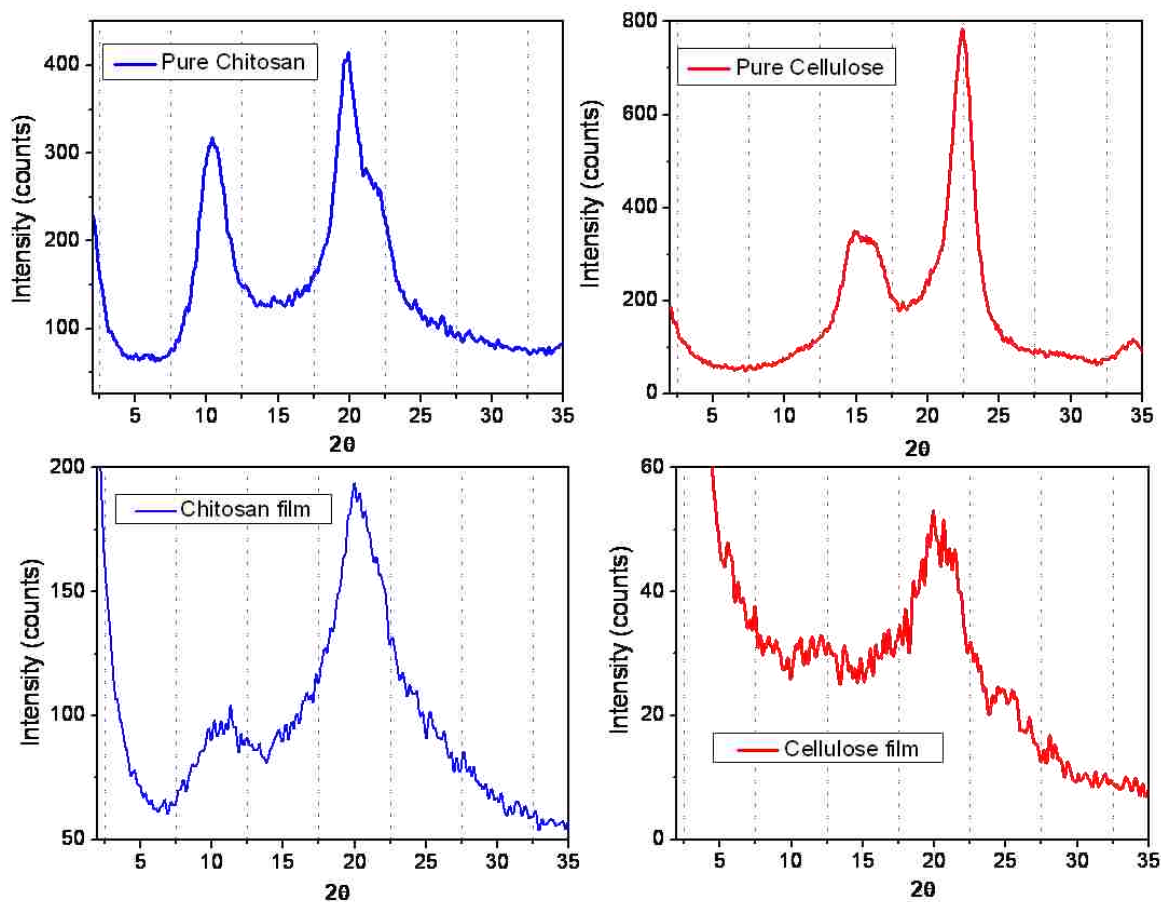 Pure Chitosan
Intensity (counts)
400
300
200
100
5 10 15 20 25 30 35
2θ
Pure Cellulose
Intensity (counts)
800
600
400
200
0
5 10 15 20 25 30 35
2θ
Chitosan film
Intensity (counts)
200
150
100
50
5 10 15 20 25 30 35
2θ
Cellulose film
Intensity (counts)
60
40
20
0
5 10 15 20 25 30 35
2θ